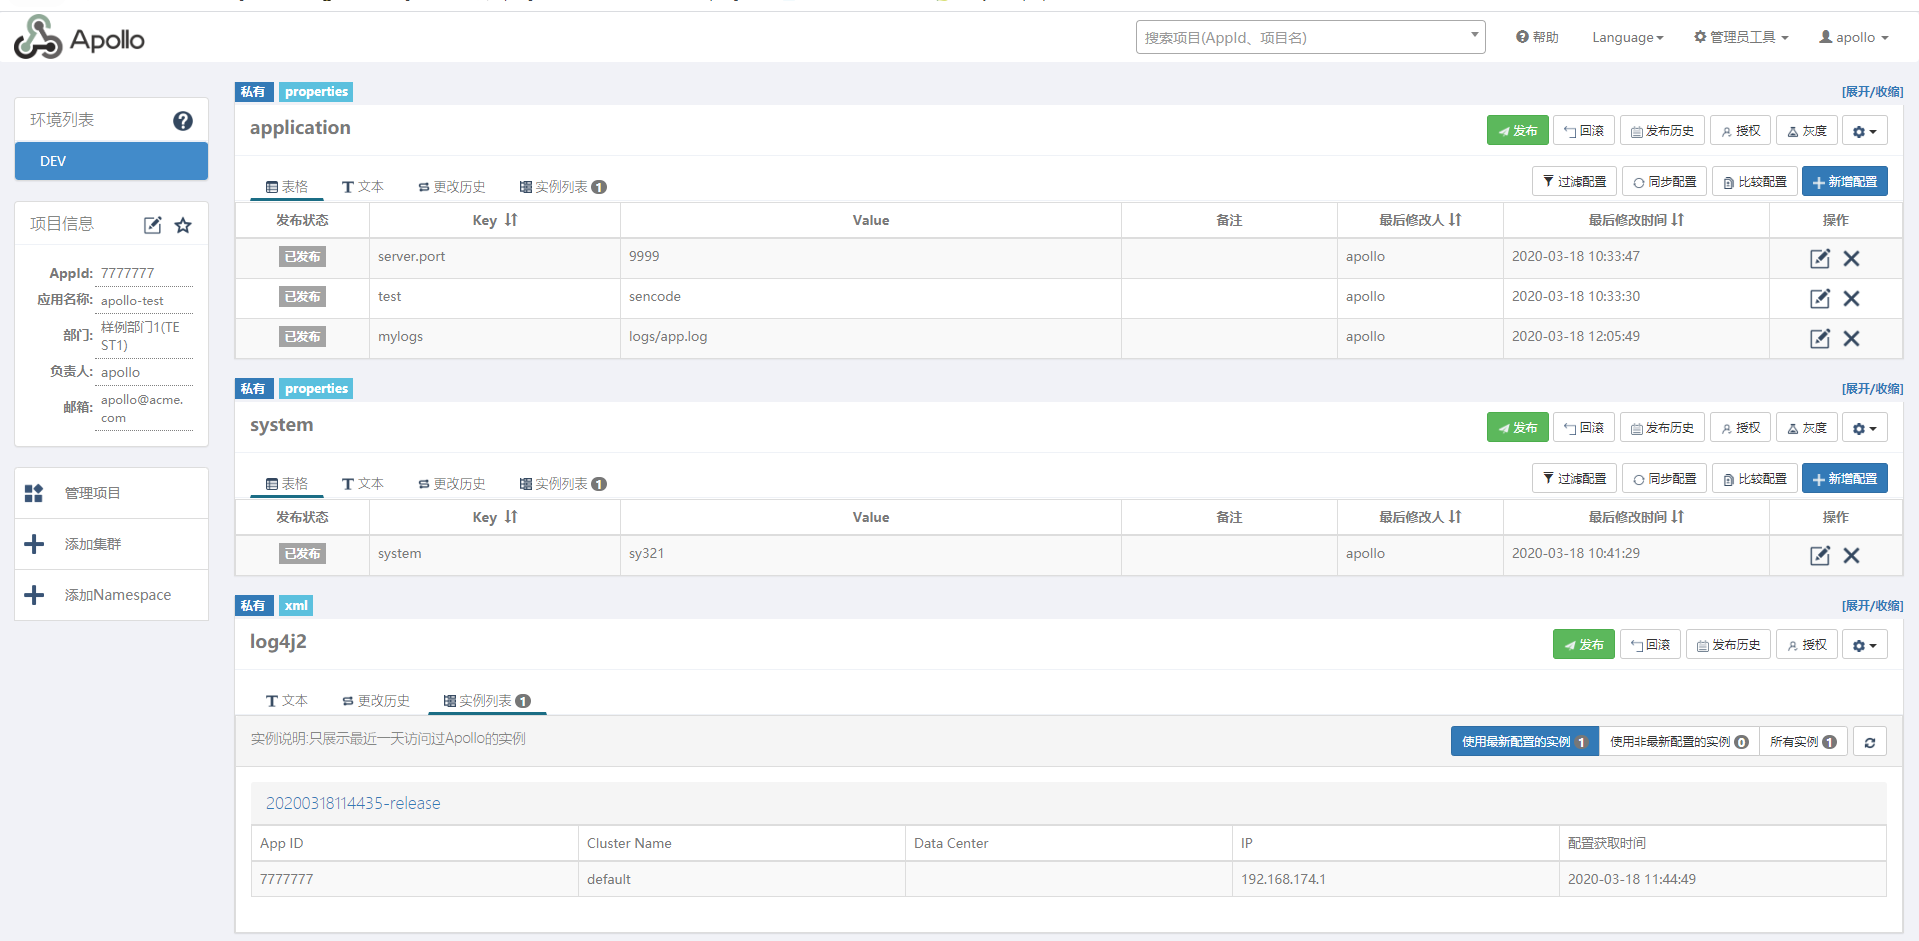 Apollo
搜索项目(AppId、项目名)
帮助
Language
管理员工具
apollo
环境列表
DEV
项目信息
AppId: 7777777
应用名称: apollo-test
部门: 样例部门1(TE
ST1)
负责人: apollo
邮箱: apollo@acme.
com
管理项目
添加集群
添加Namespace
私有 properties [展开/收缩]
application 发布 回滚 发布历史 授权 灰度
表格 文本 更改历史 实例列表 1 过滤配置 同步配置 比较配置 新增配置
发布状态 Key Value 备注 最后修改人 最后修改时间 操作
已发布 server.port 9999 apollo 2020-03-18 10:33:47
已发布 test sencode apollo 2020-03-18 10:33:30
已发布 mylogs logs/app.log apollo 2020-03-18 12:05:49
私有 properties [展开/收缩]
system 发布 回滚 发布历史 授权 灰度
表格 文本 更改历史 实例列表 1 过滤配置 同步配置 比较配置 新增配置
发布状态 Key Value 备注 最后修改人 最后修改时间 操作
已发布 system sy321 apollo 2020-03-18 10:41:29
私有 xml [展开/收缩]
log4j2 发布 回滚 发布历史 授权
文本 更改历史 实例列表 1
实例说明:只展示最近一天访问过Apollo的实例 使用最新配置的实例 1 使用非最新配置的实例 0 所有实例 1
20200318114435-release
App ID Cluster Name Data Center IP 配置获取时间
7777777 default 192.168.174.1 2020-03-18 11:44:49